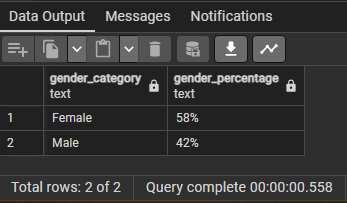 Data Output Messages Notifications
gender_category gender_percentage
text text
1 Female 58%
2 Male 42%
Total rows: 2 of 2 Query complete 00:00:00.558